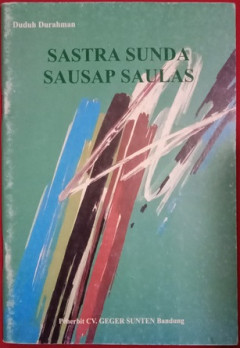 Duduh Durahman
SASTRA SUNDA
SAUSAP SAULAS
Penerbit CV. GEGER SUNTEN Bandung